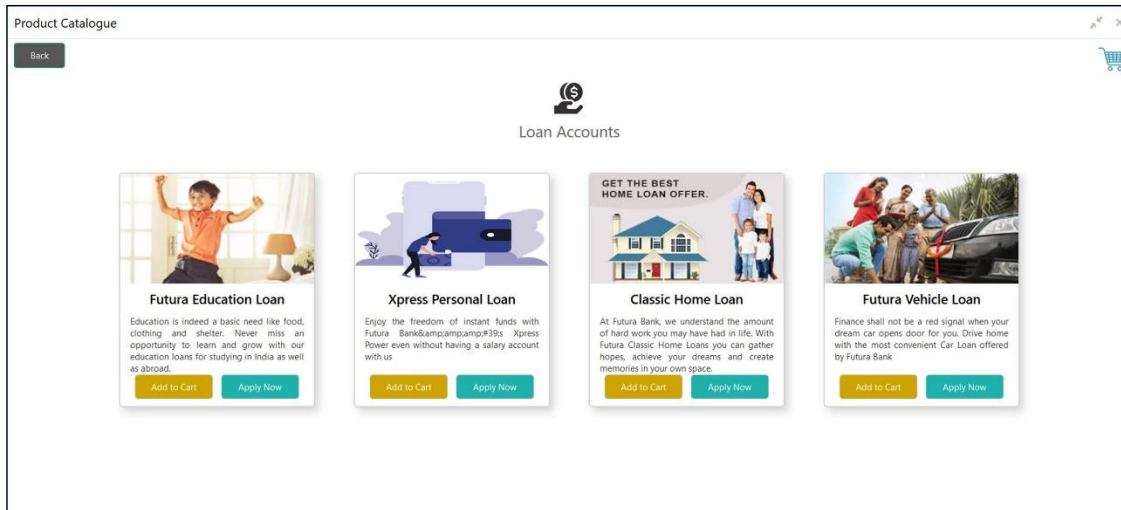 Product Catalogue
Back
Loan Accounts
GET THE BEST
HOME LOAN OFFER.
Futura Education Loan
Education is indeed a basic need like food,
clothing and shelter. Never miss an
opportunity to learn and grow with our
education loans for studying in India as well
as abroad.
Add to Cart
Apply Now
Xpress Personal Loan
Enjoy the freedom of instant funds with
Futura Bank&amp;amp;amp;#39;s Xpress
Power even without having a salary account
with us
Add to Cart
Apply Now
Classic Home Loan
At Futura Bank, we understand the amount
of hard work you may have had in life. With
Futura Classic Home Loans you can gather
hopes, achieve your dreams and create
memories in your own space.
Add to Cart
Apply Now
Futura Vehicle Loan
Finance shall not be a red signal when your
dream car opens door for you. Drive home
with the most convenient Car Loan offered
by Futura Bank
Add to Cart
Apply Now